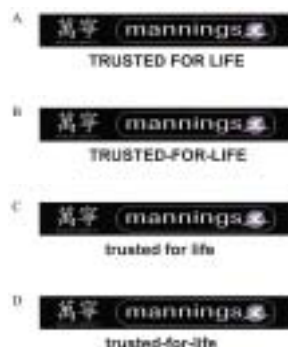 A
萬寧 mannings
TRUSTED FOR LIFE
B
萬寧 mannings
TRUSTED-FOR-LIFE
C
萬寧 mannings
trusted for life
D
萬寧 mannings
trusted-for-life